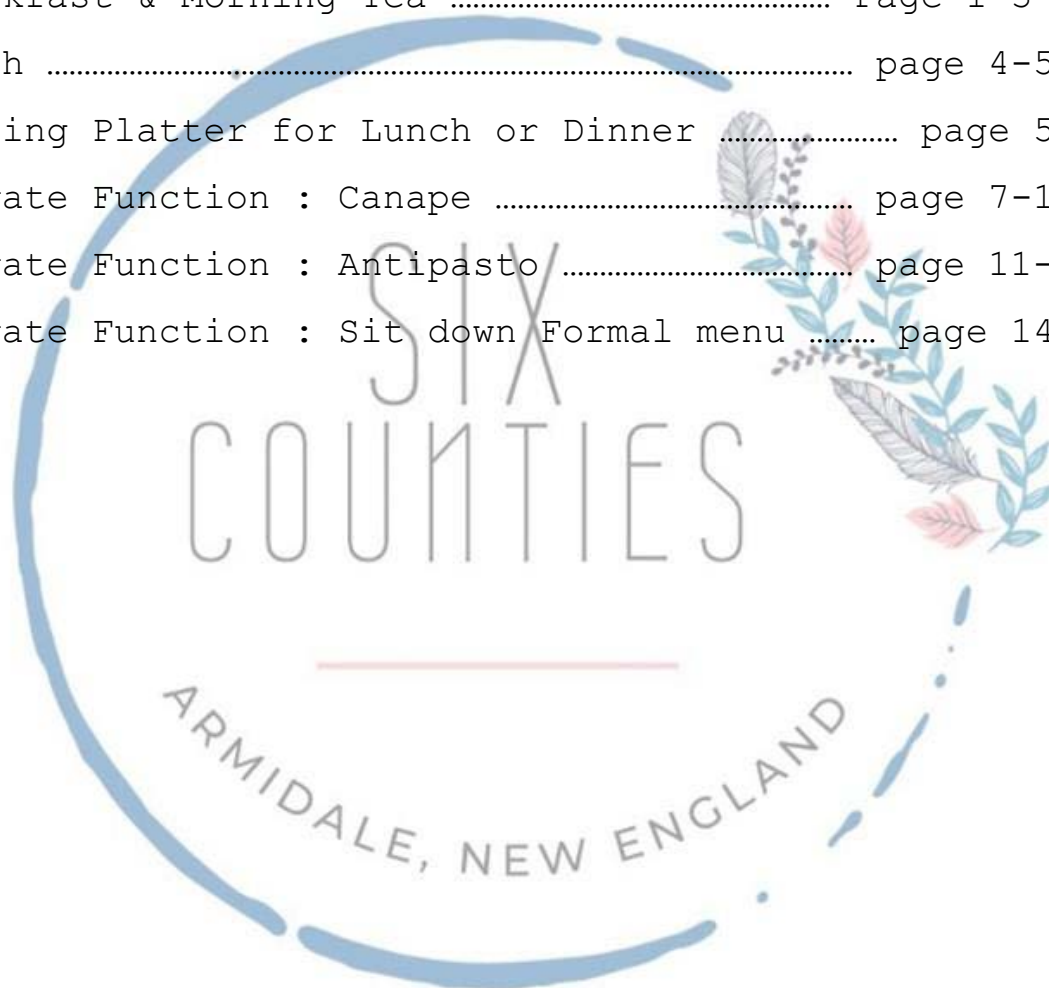 kfast & Morning Tea …………………………………………… Page 1-3
h ……………………………………………………………………………………………… page 4-5
ing Platter for Lunch or Dinner …………………… page 5
ate Function : Canape ………………………………………… page 7-1
ate Function : Antipasto ………………………………… page 11-
ate Function : Sit down Formal menu ……… page 14
SIX
COUNTIES
ARMIDALE, NEW ENGLAND